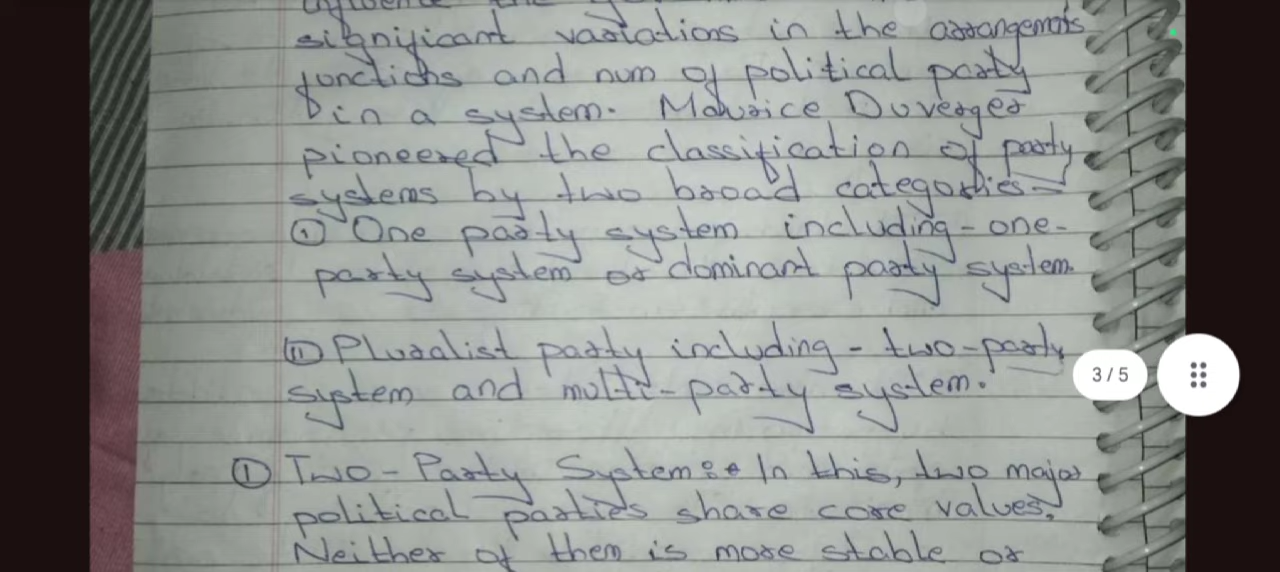 influence the
significant variations in the arrangements
functions and num of political party
in a system. Maurice Duverger
pioneered the classification of party
systems by two broad categories -
(i) One party system including - one-
party system or dominant party system.
(ii) Pluralist party including - two-party
system and multi-party system.
3 / 5
① Two-Party System :- In this, two major
political parties share core values.
Neither of them is more stable or